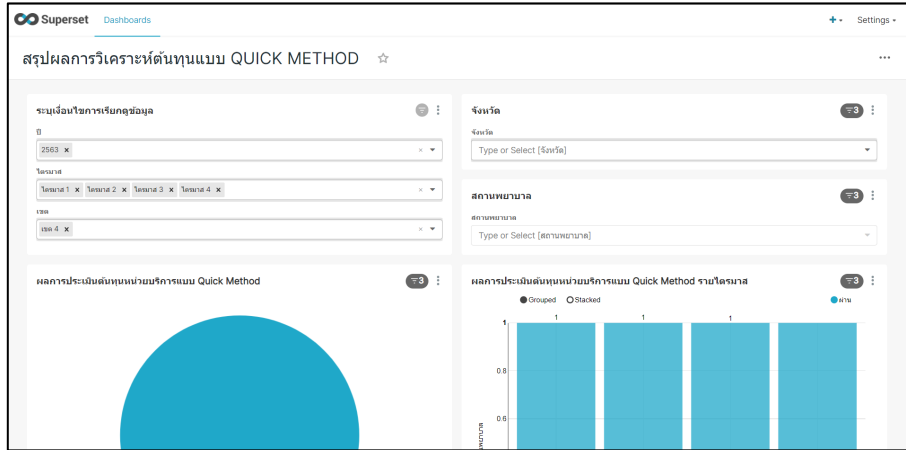 Superset Dashboards + Settings
สรุปผลการวิเคราะห์ต้นทุนแบบ QUICK METHOD
ระบุเงื่อนไขการเรียกดูข้อมูล
ปี
2563 x
ไตรมาส
ไตรมาส 1 x ไตรมาส 2 x ไตรมาส 3 x ไตรมาส 4 x
เขต
เขต 4 x
จังหวัด 3
จังหวัด
Type or Select [จังหวัด]
สถานพยาบาล 3
สถานพยาบาล
Type or Select [สถานพยาบาล]
ผลการประเมินต้นทุนหน่วยบริการแบบ Quick Method 3
ผลการประเมินต้นทุนหน่วยบริการแบบ Quick Method รายไตรมาส 3
Grouped Stacked ผ่าน
1 1 1
1
0.8
0.6